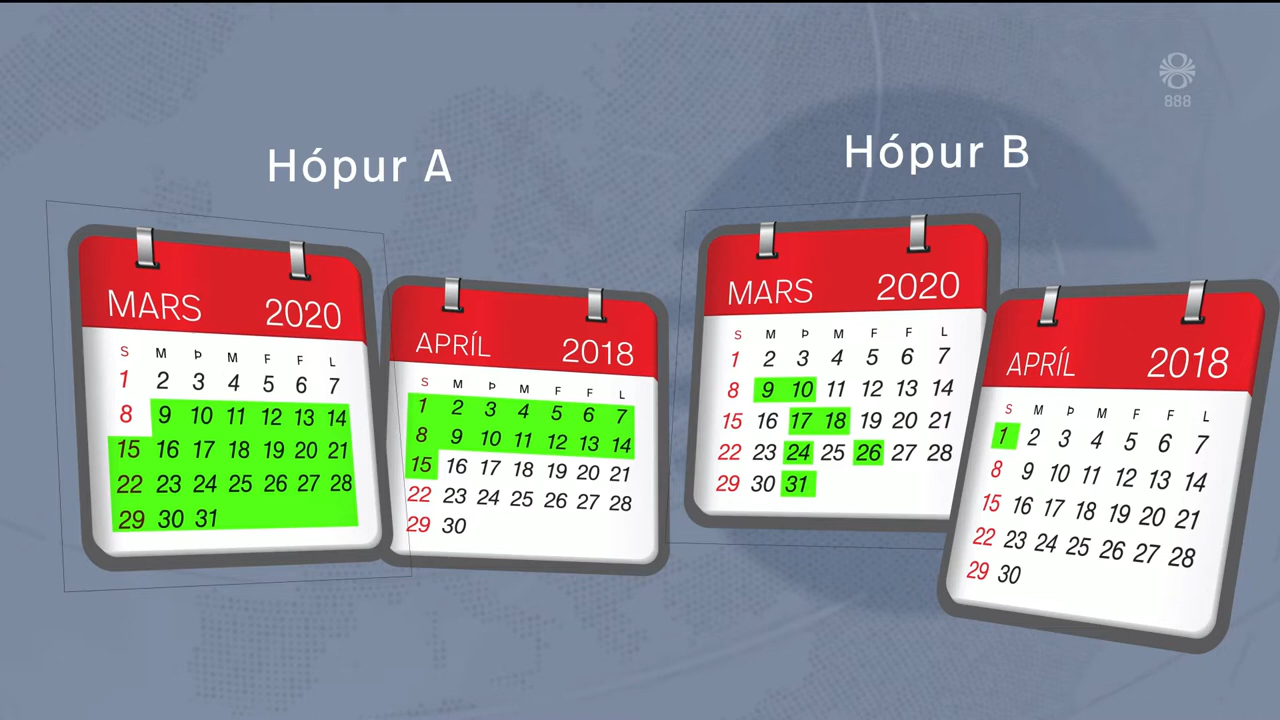 888
Hópur A
Hópur B
MARS 2020
S M Þ M F F L
1 2 3 4 5 6 7
8 9 10 11 12 13 14
15 16 17 18 19 20 21
22 23 24 25 26 27 28
29 30 31
APRÍL 2018
S M Þ M F F L
1 2 3 4 5 6 7
8 9 10 11 12 13 14
15 16 17 18 19 20 21
22 23 24 25 26 27 28
29 30
MARS 2020
S M Þ M F F L
1 2 3 4 5 6 7
8 9 10 11 12 13 14
15 16 17 18 19 20 21
22 23 24 25 26 27 28
29 30 31
APRÍL 2018
S M Þ M F F L
1 2 3 4 5 6 7
8 9 10 11 12 13 14
15 16 17 18 19 20 21
22 23 24 25 26 27 28
29 30